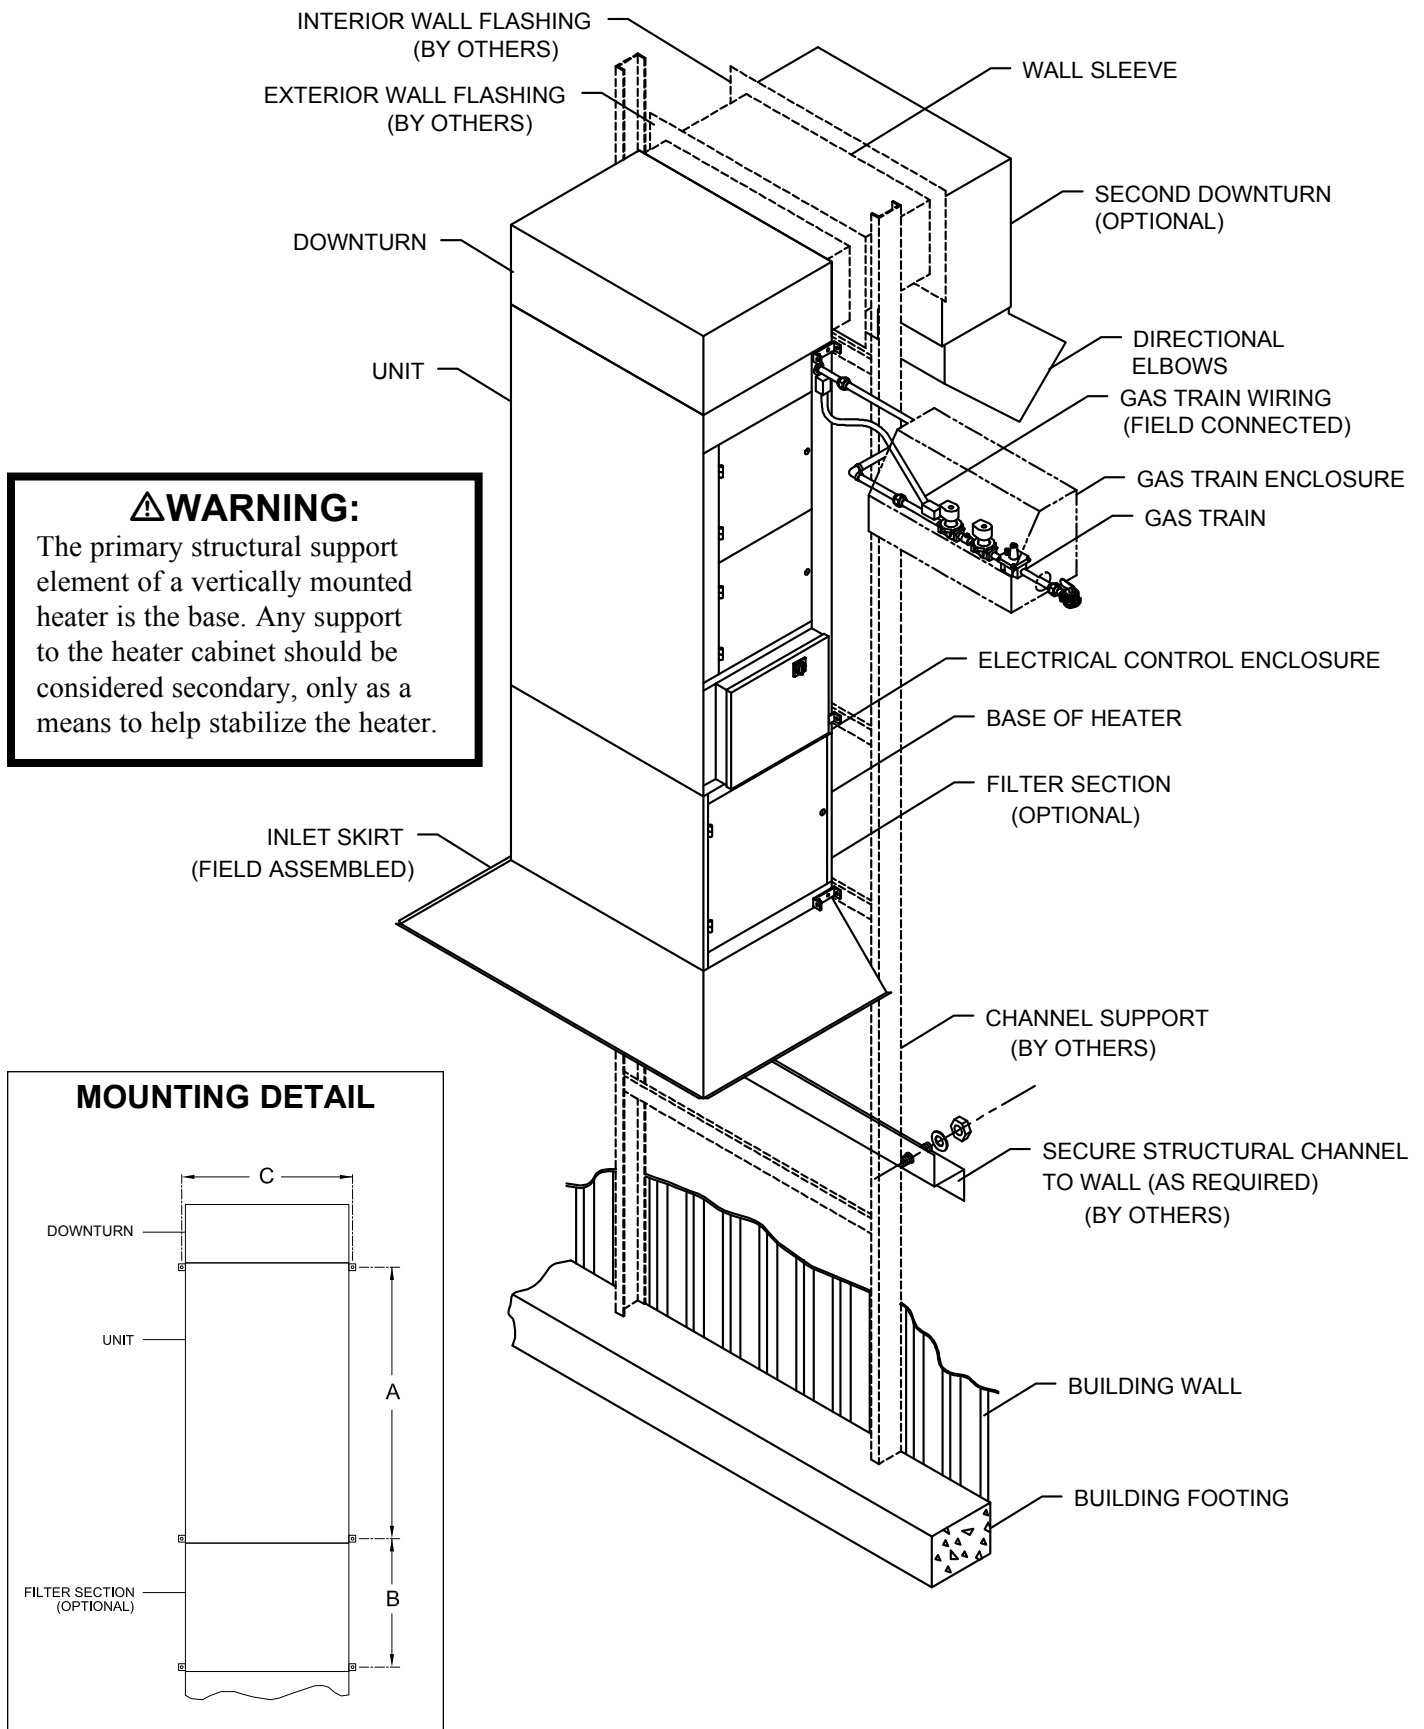 INTERIOR WALL FLASHING
(BY OTHERS)
WALL SLEEVE
EXTERIOR WALL FLASHING
(BY OTHERS)
SECOND DOWNTURN
(OPTIONAL)
DOWNTURN
DIRECTIONAL
ELBOWS
UNIT
GAS TRAIN WIRING
(FIELD CONNECTED)
GAS TRAIN ENCLOSURE
GAS TRAIN
⚠WARNING:
The primary structural support
element of a vertically mounted
heater is the base. Any support
to the heater cabinet should be
considered secondary, only as a
means to help stabilize the heater.
ELECTRICAL CONTROL ENCLOSURE
BASE OF HEATER
FILTER SECTION
(OPTIONAL)
INLET SKIRT
(FIELD ASSEMBLED)
CHANNEL SUPPORT
(BY OTHERS)
SECURE STRUCTURAL CHANNEL
TO WALL (AS REQUIRED)
(BY OTHERS)
BUILDING WALL
BUILDING FOOTING
MOUNTING DETAIL
C
DOWNTURN
UNIT
A
FILTER SECTION
(OPTIONAL)
B